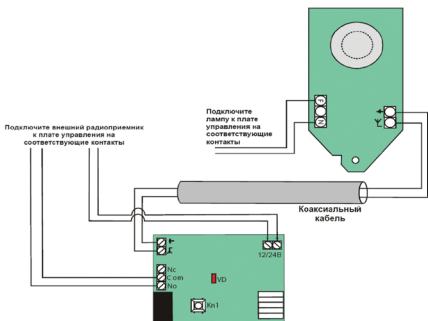 Подключите
лампу к плате
управления на
соответствующие
контакты
F
N
Подключите внешний радиоприемник
к плате управления на
соответствующие контакты
Коаксиальный
кабель
12/24В
Nc
Com
No
VD
Кп1